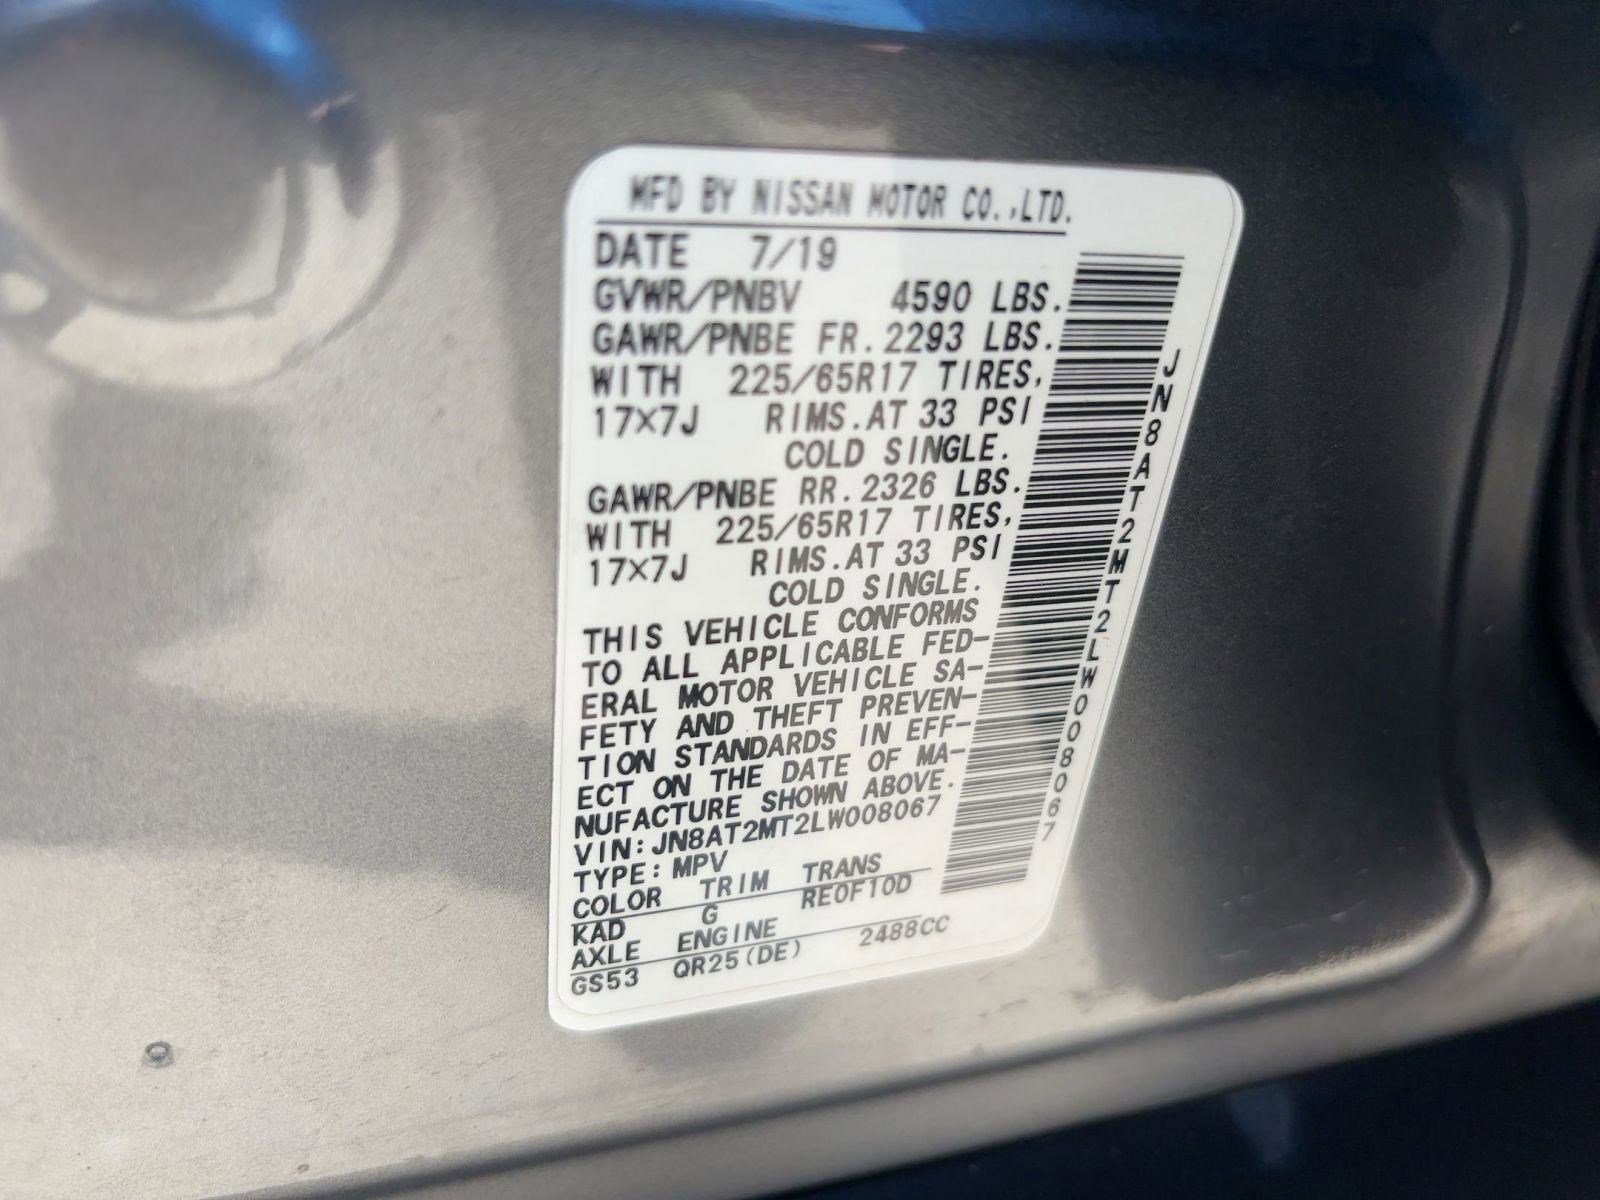 MFD BY NISSAN MOTOR CO.,LTD.
DATE 7/19
GVWR/PNBV 4590 LBS.
GAWR/PNBE FR.2293 LBS.
WITH 225/65R17 TIRES,
17X7J RIMS.AT 33 PSI
COLD SINGLE.
GAWR/PNBE RR.2326 LBS.
WITH 225/65R17 TIRES,
17X7J RIMS.AT 33 PSI
COLD SINGLE.
THIS VEHICLE CONFORMS
TO ALL APPLICABLE FED-
ERAL MOTOR VEHICLE SA-
FETY AND THEFT PREVEN-
TION STANDARDS IN EFF-
ECT ON THE DATE OF MA-
NUFACTURE SHOWN ABOVE.
VIN:JN8AT2MT2LW008067
TYPE:MPV
COLOR TRIM TRANS
KAD G RE0F10D
AXLE ENGINE
GS53 QR25(DE) 2488CC
JN8AT2MT2LW008067